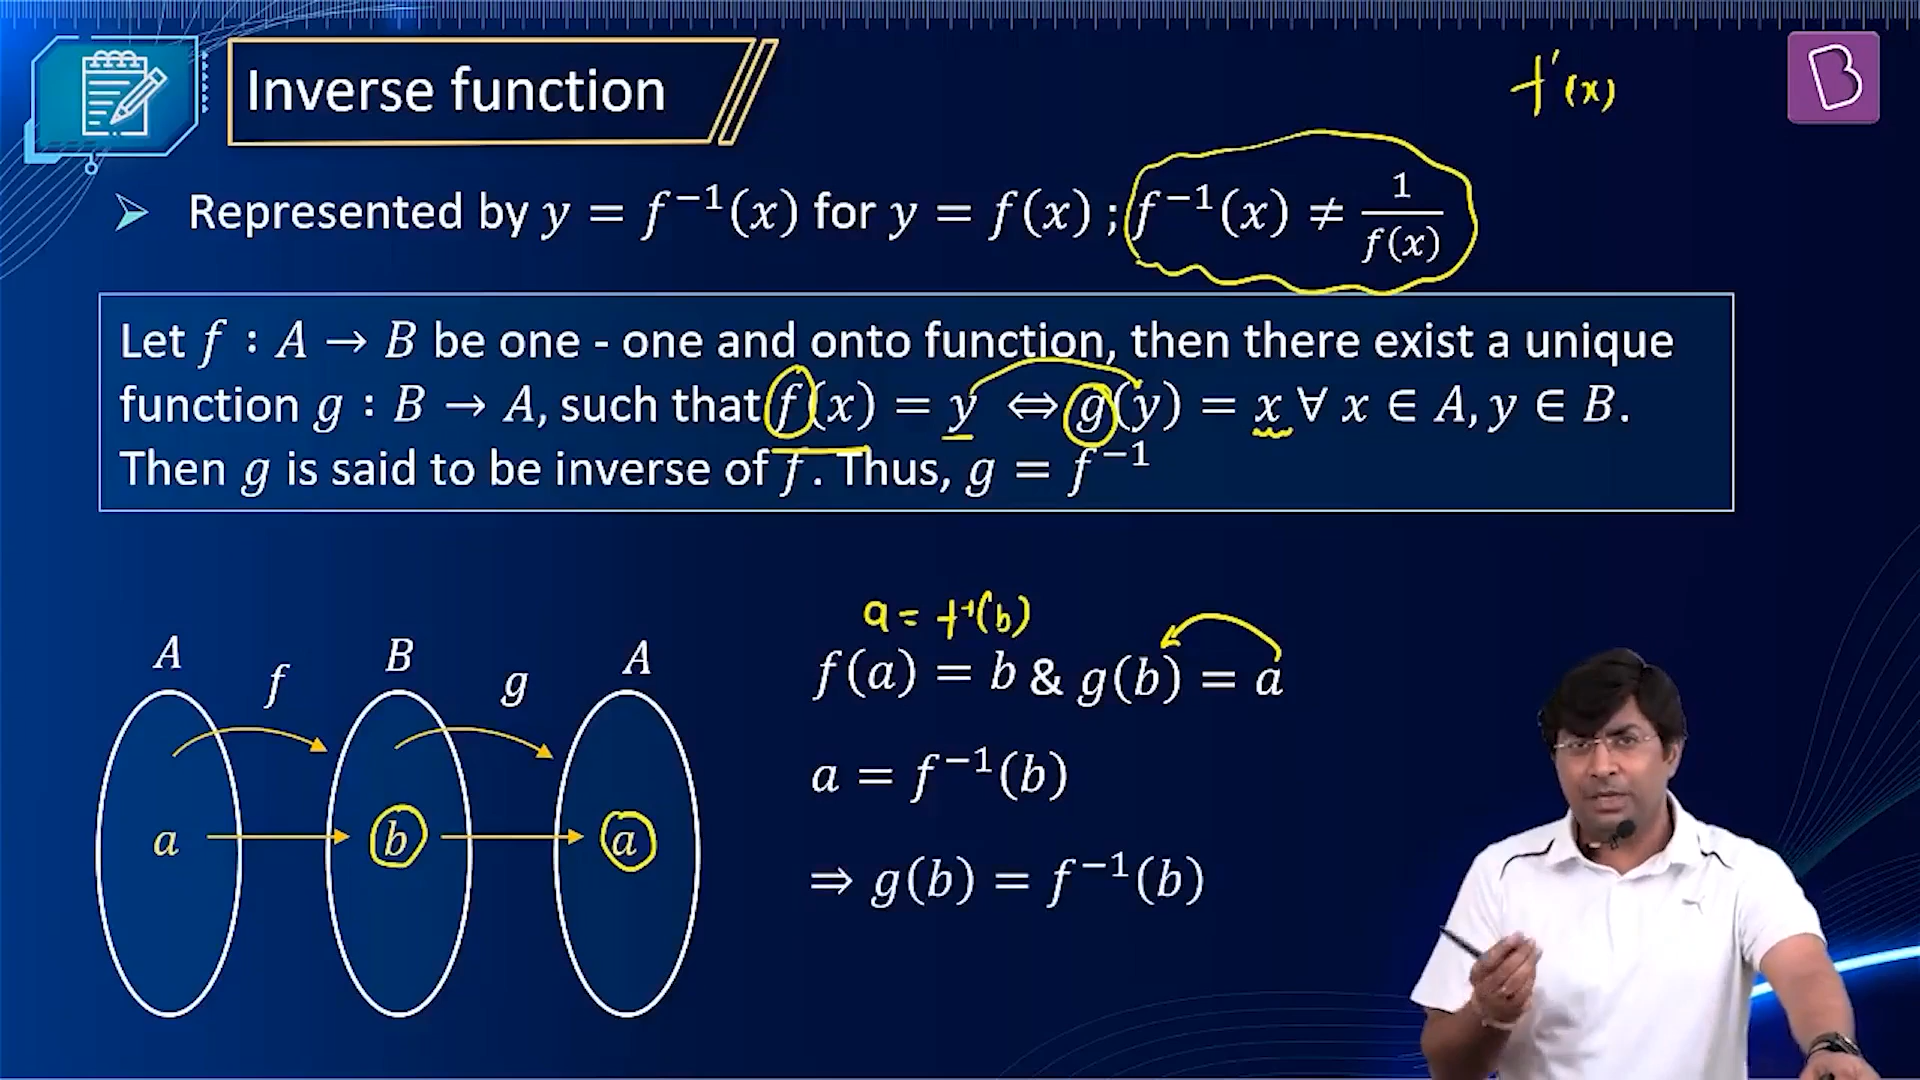 Inverse function
f'(x)
B
➢ Represented by y = f⁻¹(x) for y = f(x) ; f⁻¹(x) ≠ 1/f(x)
Let f : A → B be one - one and onto function, then there exist a unique
function g : B → A, such that f(x) = y ⇔ g(y) = x ∀ x ∈ A, y ∈ B.
Then g is said to be inverse of f. Thus, g = f⁻¹
a = f⁻¹(b)
A f B g A
f(a) = b & g(b) = a
a = f⁻¹(b)
a b a
⇒ g(b) = f⁻¹(b)